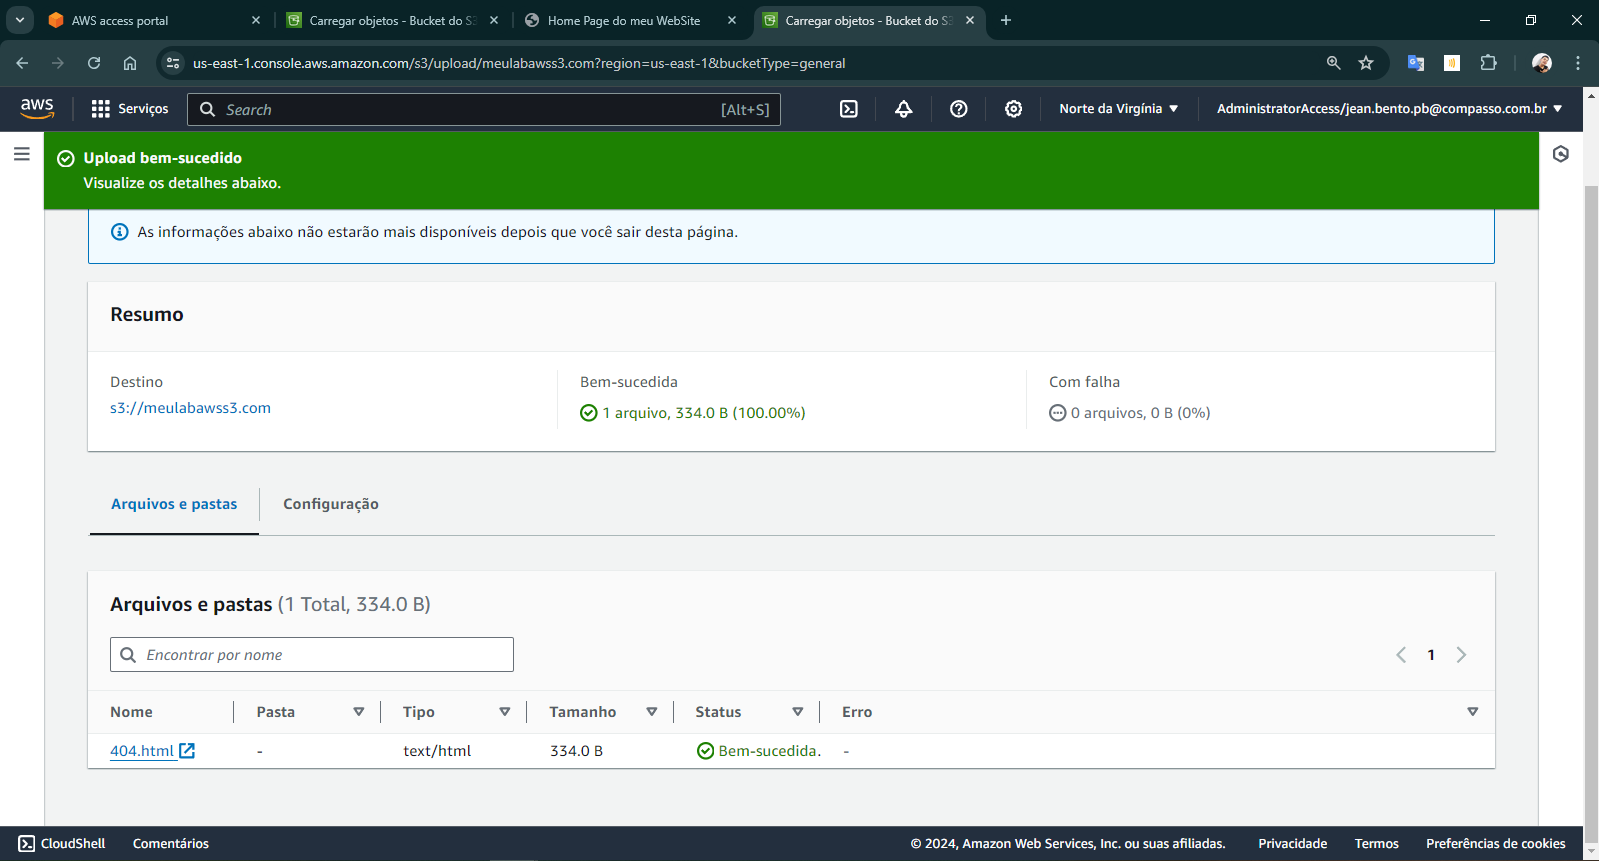 AWS access portal
Carregar objetos - Bucket do S3
Home Page do meu WebSite
Carregar objetos - Bucket do S3
us-east-1.console.aws.amazon.com/s3/upload/meulabawss3.com?region=us-east-1&bucketType=general
aws
Serviços
Search
[Alt+S]
Norte da Virgínia
AdministratorAccess/jean.bento.pb@compasso.com.br
Upload bem-sucedido
Visualize os detalhes abaixo.
As informações abaixo não estarão mais disponíveis depois que você sair desta página.
Resumo
Destino
s3://meulabawss3.com
Bem-sucedida
1 arquivo, 334.0 B (100.00%)
Com falha
0 arquivos, 0 B (0%)
Arquivos e pastas
Configuração
Arquivos e pastas (1 Total, 334.0 B)
Encontrar por nome
1
Nome Pasta Tipo Tamanho Status Erro
404.html - text/html 334.0 B Bem-sucedida. -
CloudShell
Comentários
© 2024, Amazon Web Services, Inc. ou suas afiliadas.
Privacidade
Termos
Preferências de cookies